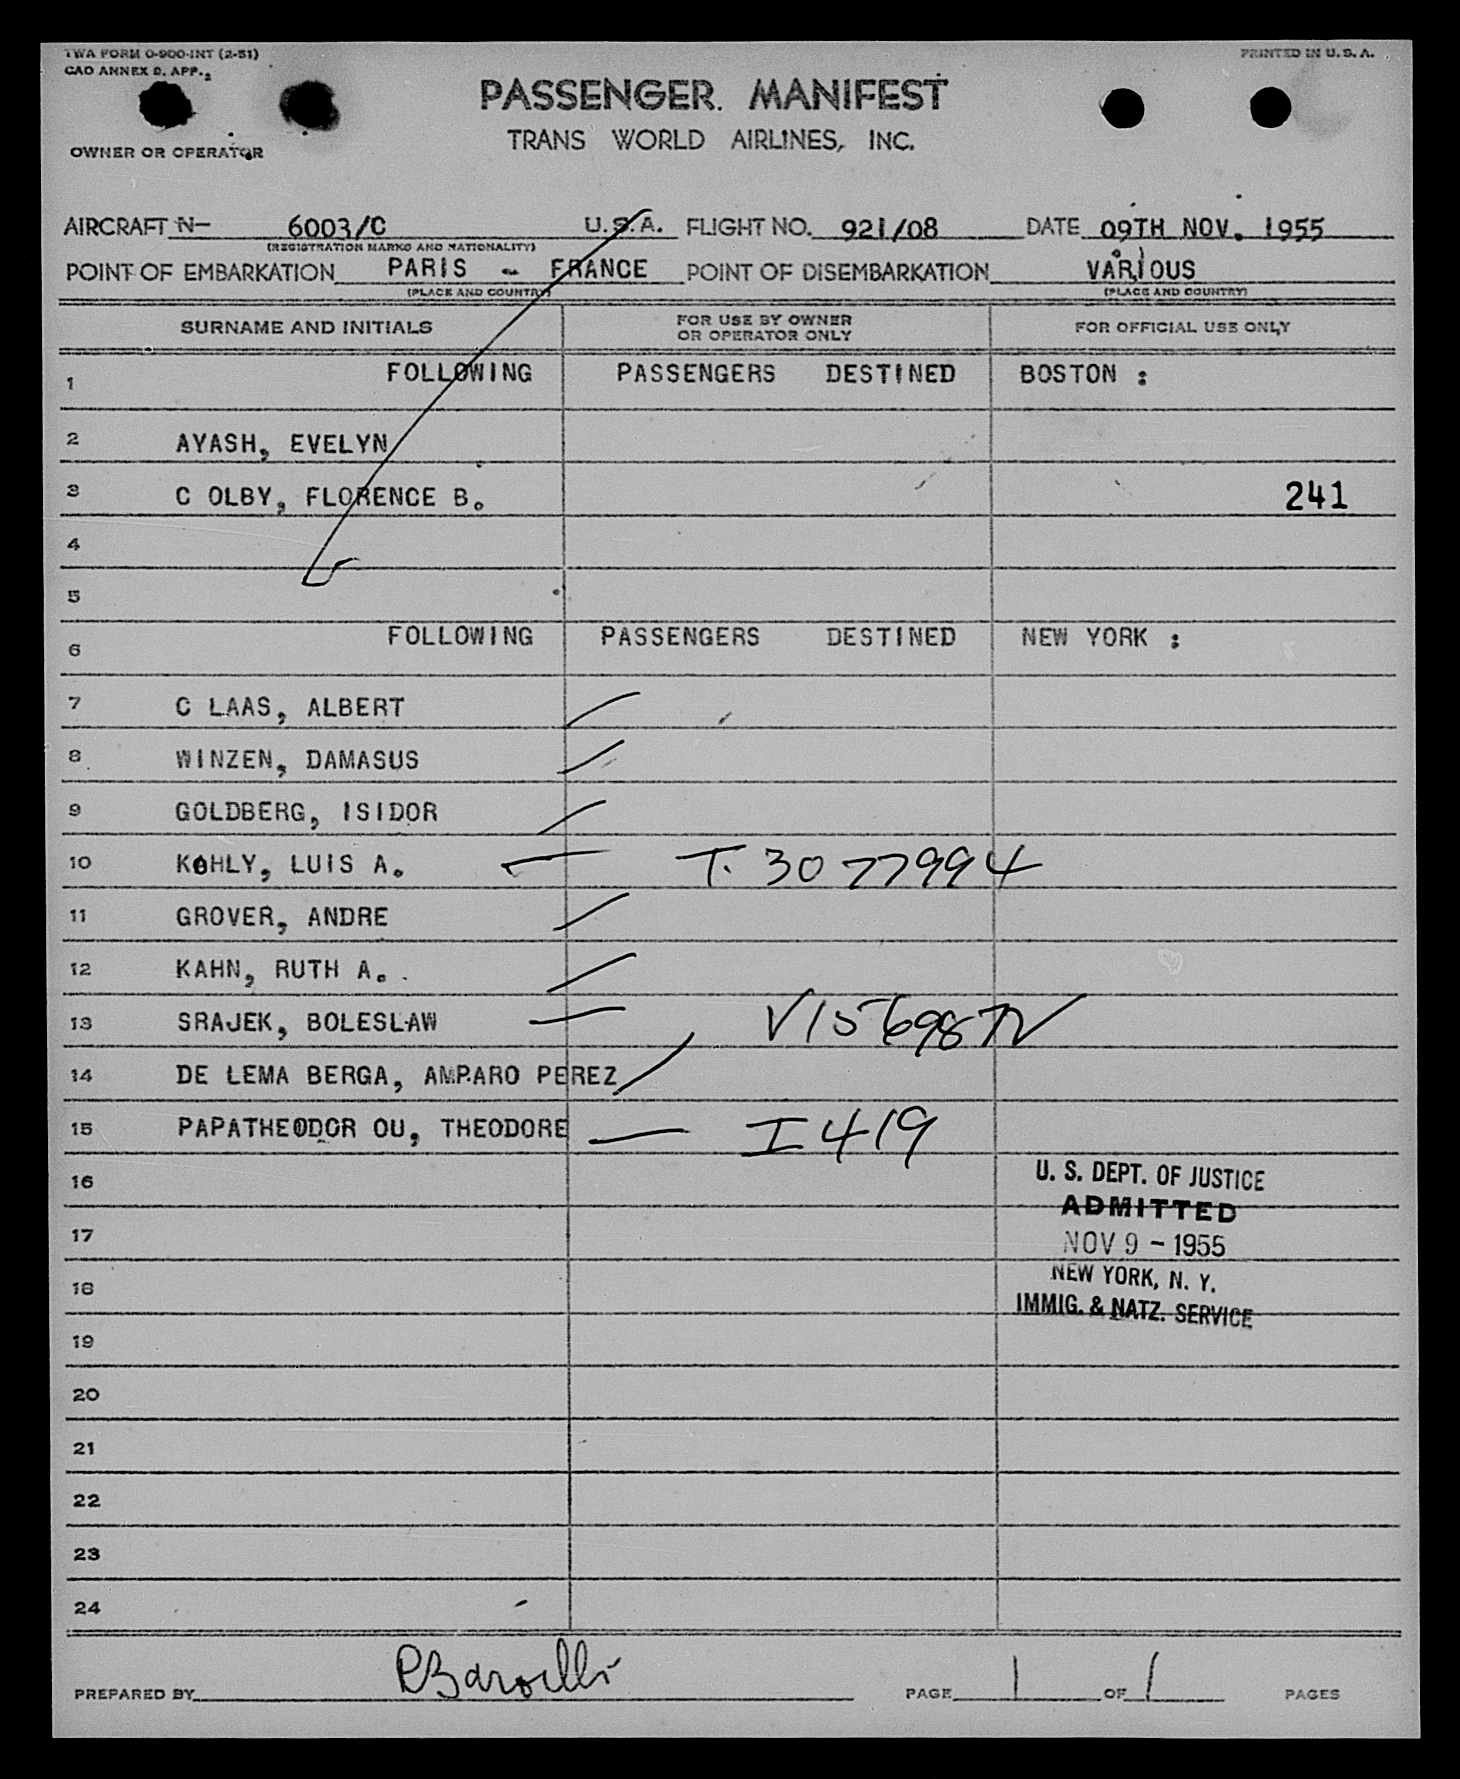 TWA FORM O-900-INT (2-51)
CAO ANNEX 9, APP. 2
PRINTED IN U.S.A.
PASSENGER MANIFEST
TRANS WORLD AIRLINES, INC.
OWNER OR OPERATOR
AIRCRAFT N- 6003/C U.S.A. FLIGHT NO. 921/08 DATE 09TH NOV. 1955
(REGISTRATION MARKS AND NATIONALITY)
POINT OF EMBARKATION PARIS - FRANCE POINT OF DISEMBARKATION VARIOUS
(PLACE AND COUNTRY) (PLACE AND COUNTRY)
SURNAME AND INITIALS FOR USE BY OWNER OR OPERATOR ONLY FOR OFFICIAL USE ONLY
1 FOLLOWING PASSENGERS DESTINED BOSTON :
2 AYASH, EVELYN
3 C OLBY, FLORENCE B. 241
4
5
6 FOLLOWING PASSENGERS DESTINED NEW YORK :
7 C LAAS, ALBERT
8 WINZEN, DAMASUS
9 GOLDBERG, ISIDOR
10 KOHLY, LUIS A. T. 3077994
11 GROVER, ANDRE
12 KAHN, RUTH A.
13 SRAJEK, BOLESLAW
14 DE LEMA BERGA, AMPARO PEREZ
15 PAPATHEODOR OU, THEODORE I 419
16
U. S. DEPT. OF JUSTICE
ADMITTED
17
NOV 9 - 1955
18
NEW YORK, N. Y.
IMMIG. & NATZ. SERVICE
19
20
21
22
23
24
PREPARED BY PAGE 1 OF 1 PAGES